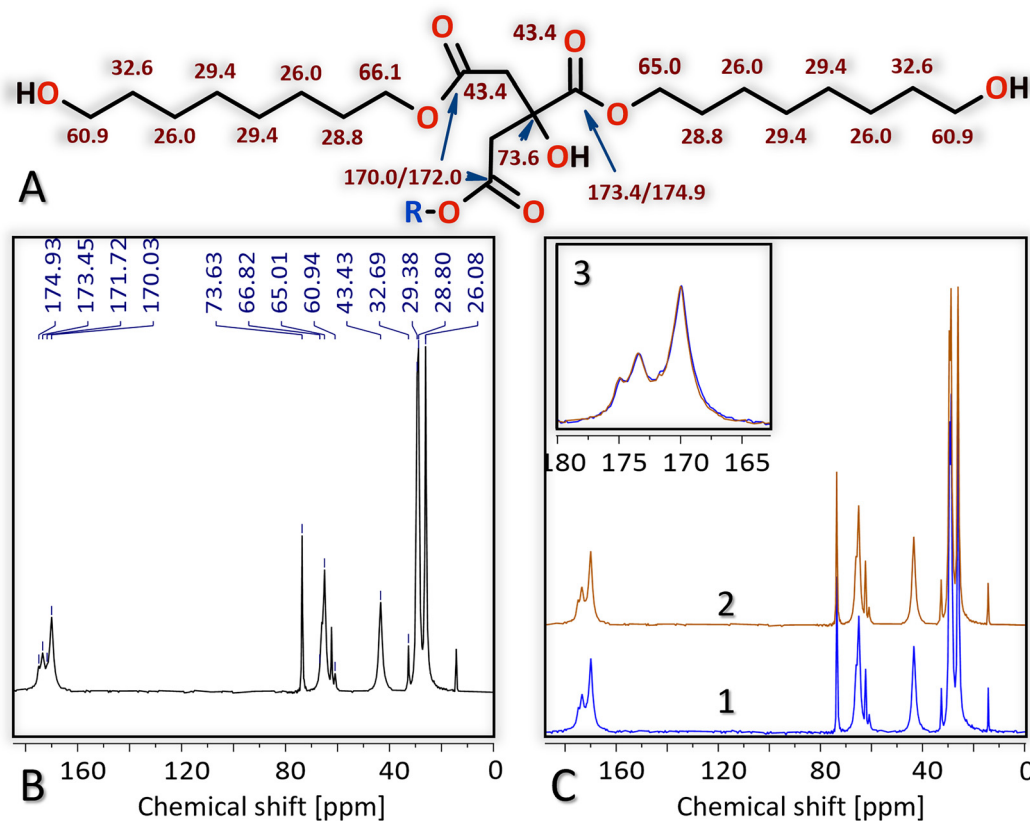 O 43.4 O
32.6 29.4 26.0 66.1 65.0 26.0 29.4 32.6
HO O 43.4 O OH
60.9 26.0 29.4 28.8 28.8 29.4 26.0 60.9
73.6 OH
170.0/172.0 173.4/174.9
A R-O O
174.93
173.45
171.72
170.03
73.63
66.82
65.01
60.94
43.43
32.69
29.38
28.80
26.08
160 120 80 40 0
B Chemical shift [ppm]
3
180 175 170 165
2
1
160 120 80 40 0
C Chemical shift [ppm]